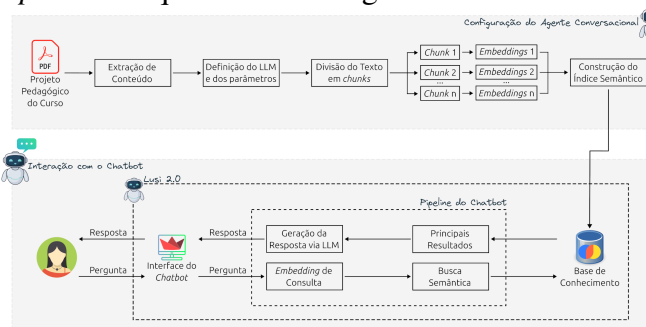 Configuração do Agente Conversacional
PDF
Projeto
Pedagógico
do Curso
Extração de
Conteúdo
Definição do LLM
e dos parâmetros
Divisão do Texto
em chunks
Chunk 1
Embeddings 1
Chunk 2
Embeddings 2
...
...
Chunk n
Embeddings n
Construção do
Índice Semântico
Interação com o Chatbot
Lusi 2.0
Pipeline do Chatbot
Resposta
Pergunta
Interface do
Chatbot
Resposta
Pergunta
Geração da
Resposta via LLM
Principais
Resultados
Embedding de
Consulta
Busca
Semântica
Base de
Conhecimento